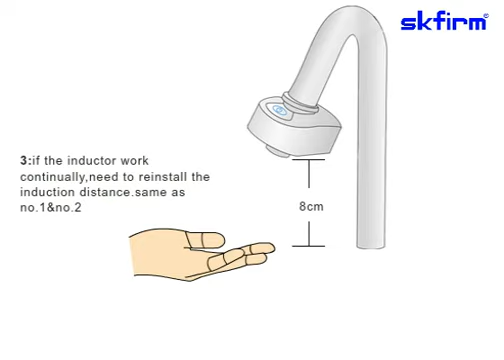 skfirm®
3:if the inductor work
continually,need to reinstall the
induction distance.same as
no.1&no.2
8cm